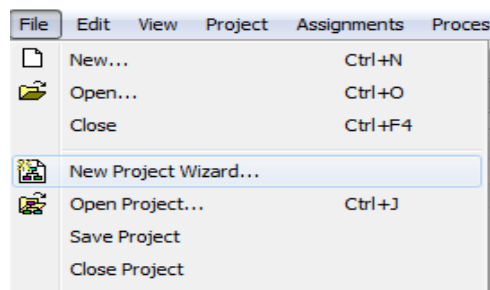 File Edit View Project Assignments Proces
New... Ctrl+N
Open... Ctrl+O
Close Ctrl+F4
New Project Wizard...
Open Project... Ctrl+J
Save Project
Close Project